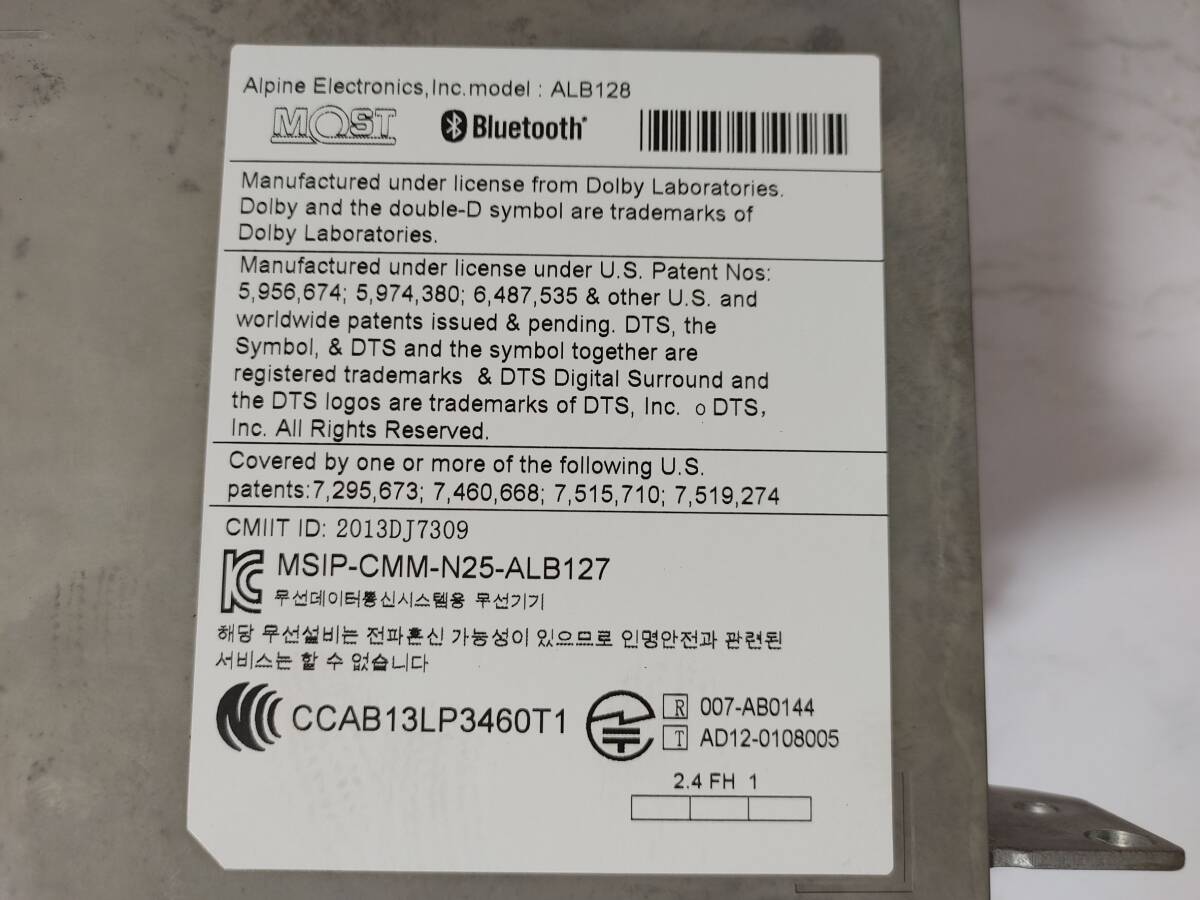 Alpine Electronics,Inc.model : ALB128
MOST Bluetooth®
Manufactured under license from Dolby Laboratories.
Dolby and the double-D symbol are trademarks of
Dolby Laboratories.
Manufactured under license under U.S. Patent Nos:
5,956,674; 5,974,380; 6,487,535 & other U.S. and
worldwide patents issued & pending. DTS, the
Symbol, & DTS and the symbol together are
registered trademarks & DTS Digital Surround and
the DTS logos are trademarks of DTS, Inc. o DTS,
Inc. All Rights Reserved.
Covered by one or more of the following U.S.
patents:7,295,673; 7,460,668; 7,515,710; 7,519,274
CMIIT ID: 2013DJ7309
MSIP-CMM-N25-ALB127
무선데이터통신시스템용 무선기기
해당 무선설비는 전파혼신 가능성이 있으므로 인명안전과 관련된
서비스는 할 수 없습니다
CCAB13LP3460T1
R 007-AB0144
T AD12-0108005
2.4 FH 1